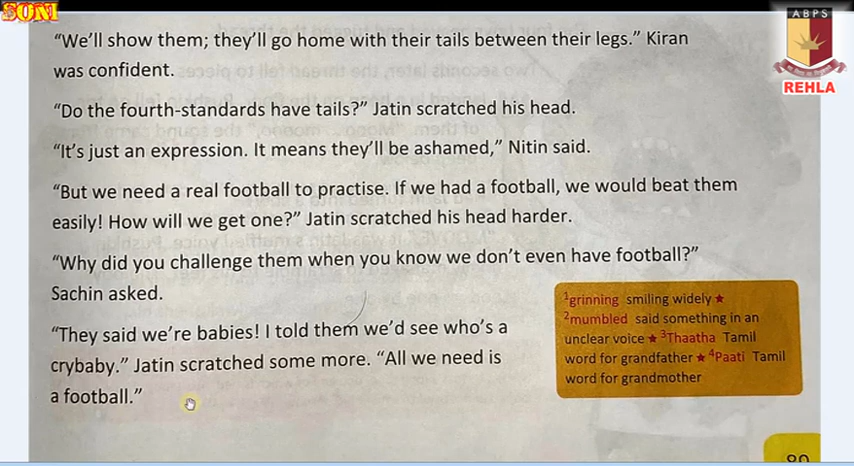 SONI
ABPS
REHLA
“We’ll show them; they’ll go home with their tails between their legs.” Kiran
was confident.
“Do the fourth-standards have tails?” Jatin scratched his head.
“It’s just an expression. It means they’ll be ashamed,” Nitin said.
“But we need a real football to practise. If we had a football, we would beat them
easily! How will we get one?” Jatin scratched his head harder.
“Why did you challenge them when you know we don’t even have football?”
Sachin asked.
“They said we’re babies! I told them we’d see who’s a
crybaby.” Jatin scratched some more. “All we need is
a football.”
¹grinning smiling widely ★
²mumbled said something in an
unclear voice ★ ³Thaatha Tamil
word for grandfather ★ ⁴Paati Tamil
word for grandmother